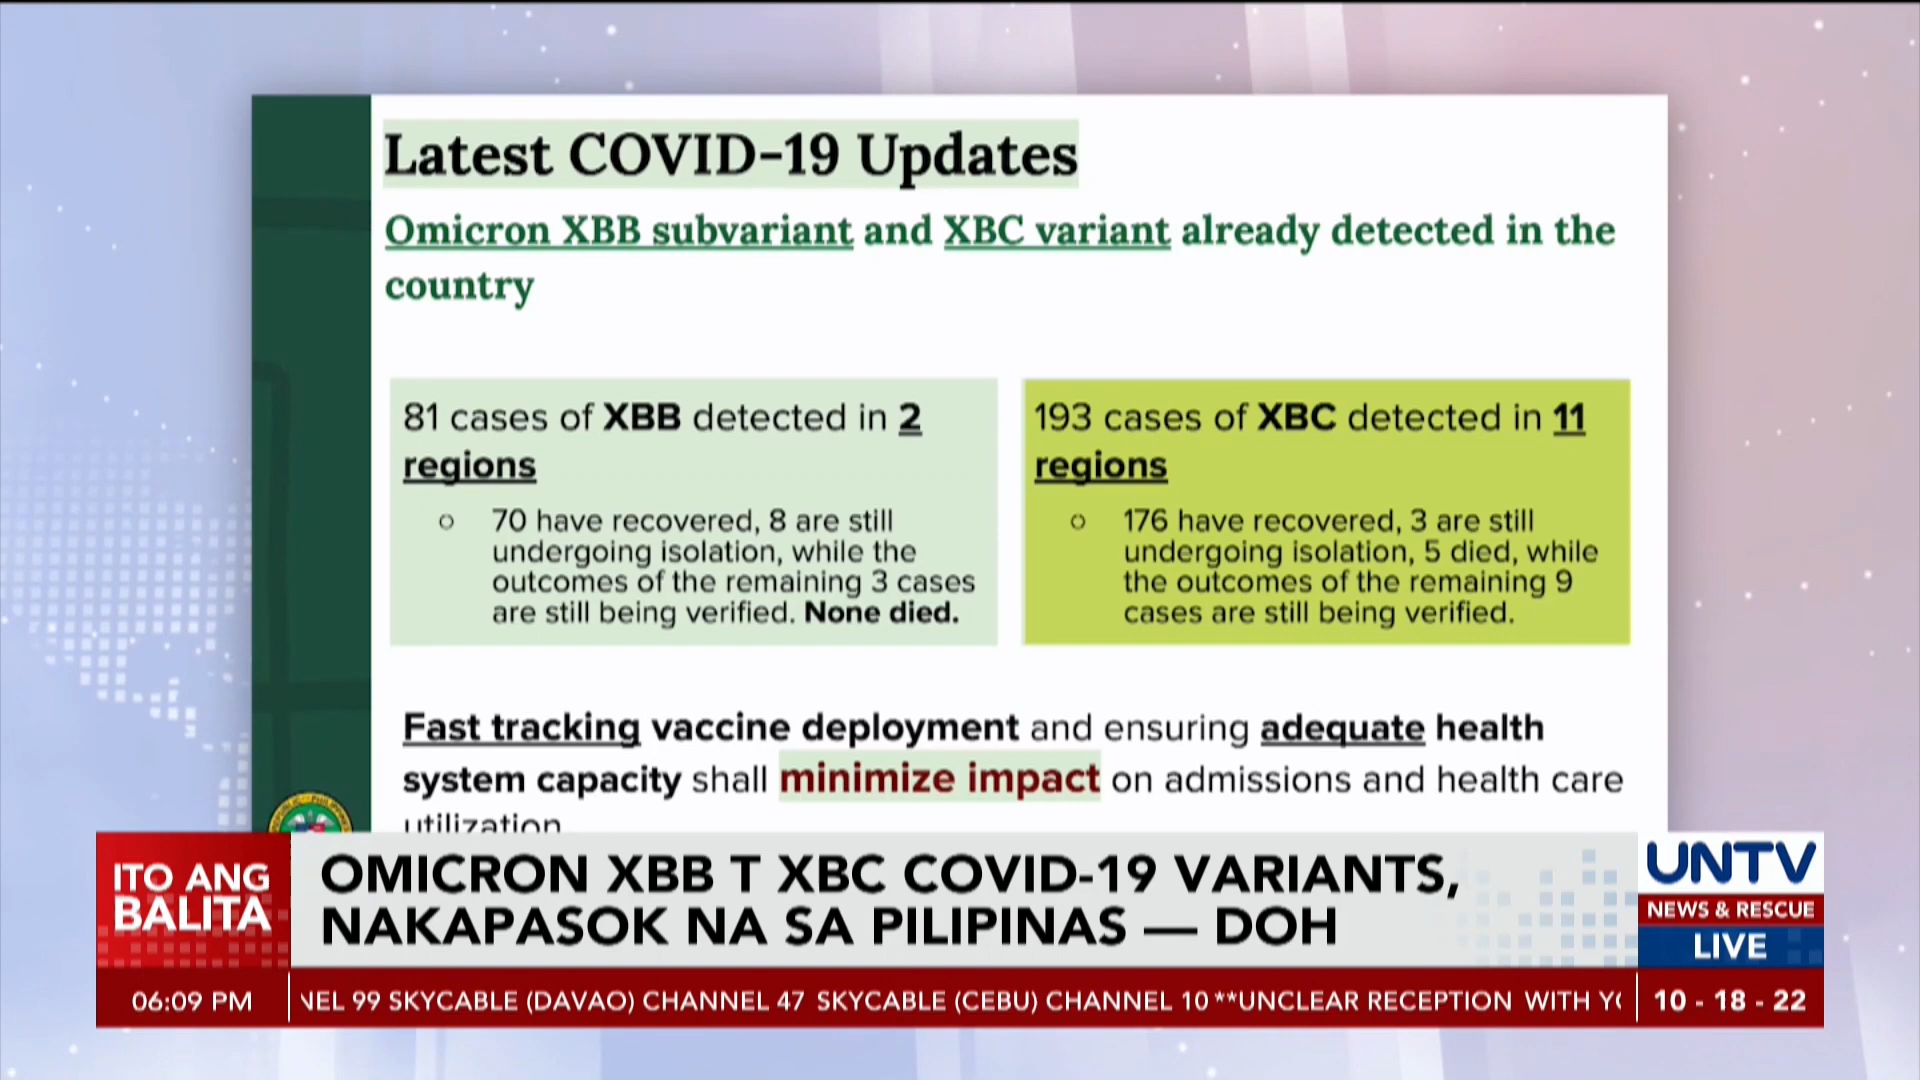 Latest COVID-19 Updates
Omicron XBB subvariant and XBC variant already detected in the
country
81 cases of XBB detected in 2
regions
○ 70 have recovered, 8 are still
undergoing isolation, while the
outcomes of the remaining 3 cases
are still being verified. None died.
193 cases of XBC detected in 11
regions
○ 176 have recovered, 3 are still
undergoing isolation, 5 died, while
the outcomes of the remaining 9
cases are still being verified.
Fast tracking vaccine deployment and ensuring adequate health
system capacity shall minimize impact on admissions and health care
utilization
ITO ANG
BALITA
OMICRON XBB T XBC COVID-19 VARIANTS,
NAKAPASOK NA SA PILIPINAS — DOH
UNTV
NEWS & RESCUE
LIVE
06:09 PM
NEL 99 SKYCABLE (DAVAO) CHANNEL 47 SKYCABLE (CEBU) CHANNEL 10 **UNCLEAR RECEPTION WITH
10 - 18 - 22